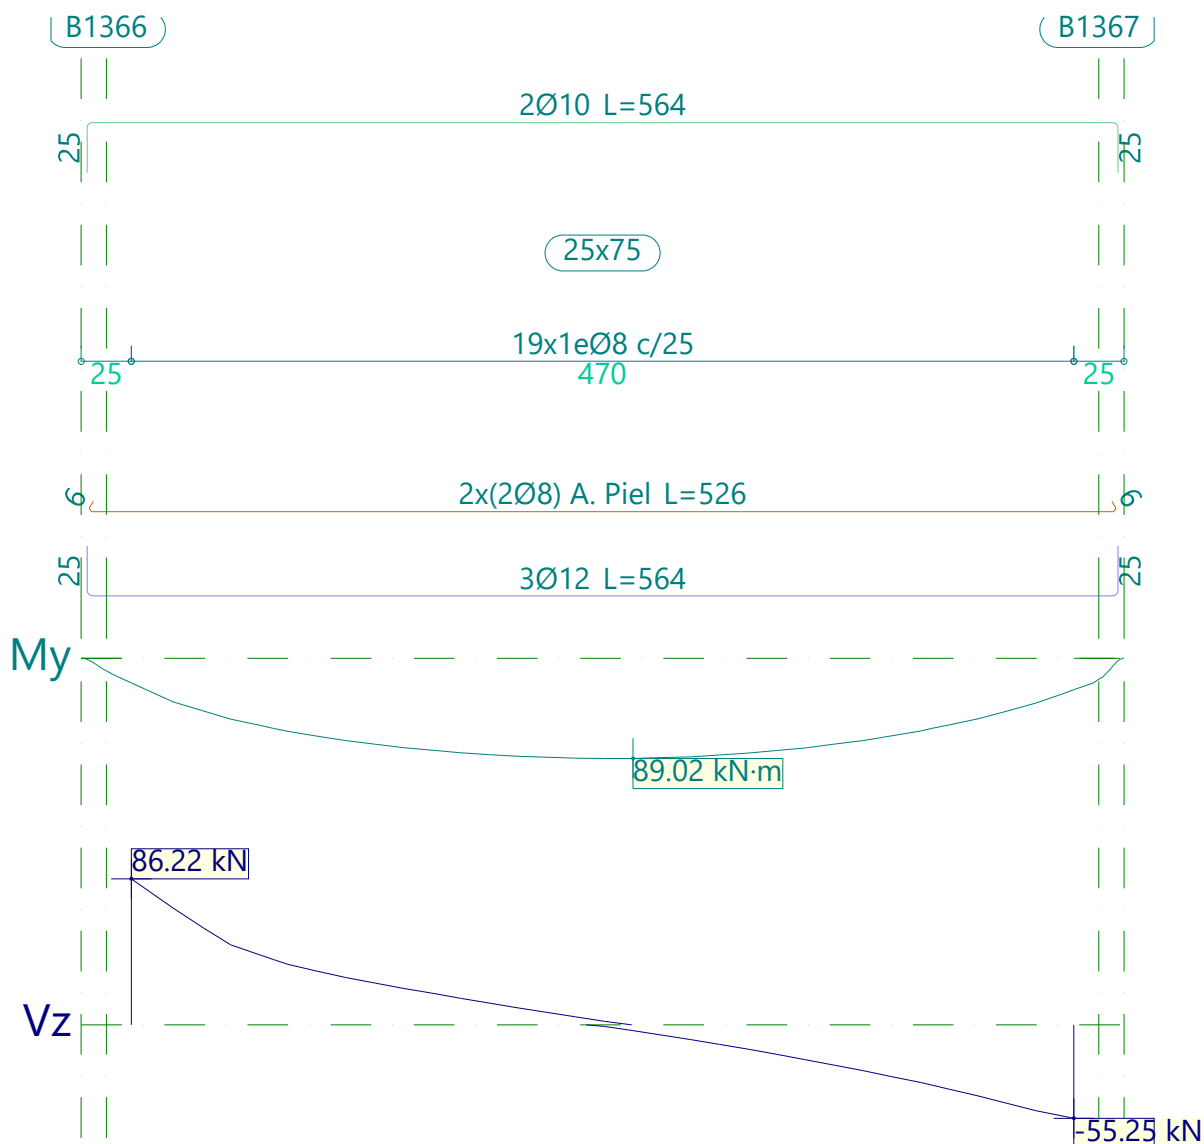 B1366
B1367
2Ø10 L=564
25
25
25x75
19x1eØ8 c/25
25
470
25
6
2x(2Ø8) A. Piel L=526
6
25
3Ø12 L=564
25
My
89.02 kN·m
86.22 kN
Vz
-55.25 kN